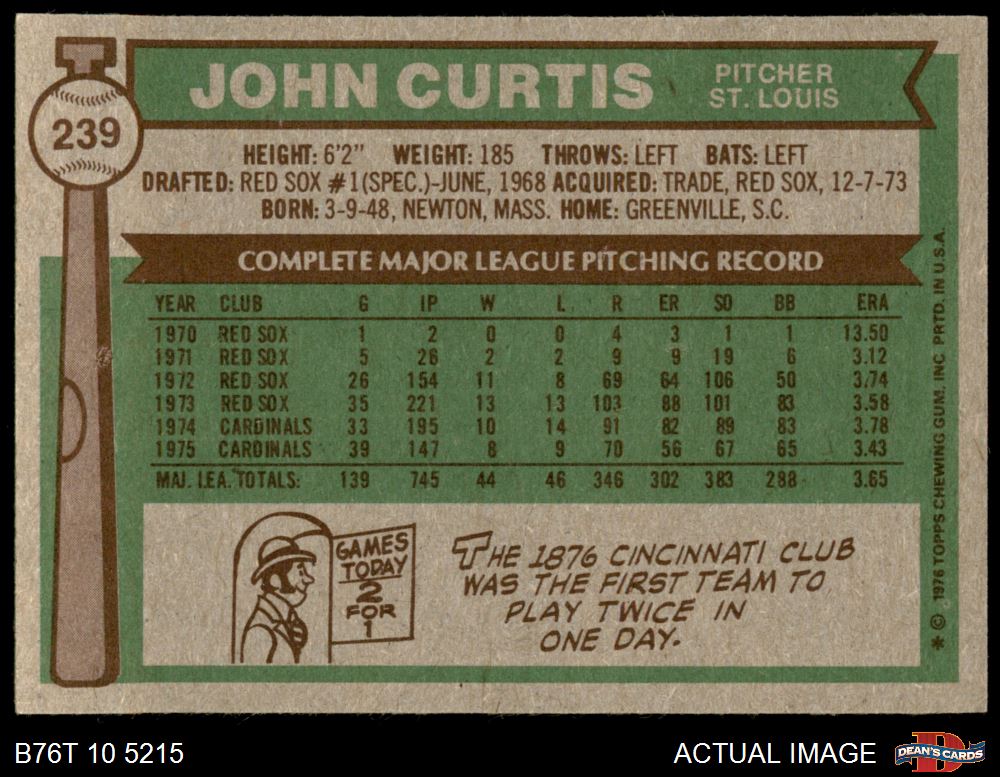 239
JOHN CURTIS
PITCHER
ST. LOUIS
HEIGHT: 6'2" WEIGHT: 185 THROWS: LEFT BATS: LEFT
DRAFTED: RED SOX #1(SPEC.)-JUNE, 1968 ACQUIRED: TRADE, RED SOX, 12-7-73
BORN: 3-9-48, NEWTON, MASS. HOME: GREENVILLE, S.C.
COMPLETE MAJOR LEAGUE PITCHING RECORD
YEAR CLUB G IP W L R ER SO BB ERA
1970 RED SOX 1 2 0 0 4 3 1 1 13.50
1971 RED SOX 5 26 2 2 9 9 19 6 3.12
1972 RED SOX 26 154 11 8 69 64 106 50 3.74
1973 RED SOX 35 221 13 13 103 88 101 83 3.58
1974 CARDINALS 33 195 10 14 91 82 89 83 3.78
1975 CARDINALS 39 147 8 9 70 56 67 65 3.43
MAJ. LEA. TOTALS: 139 745 44 46 346 302 383 288 3.65
GAMES
TODAY
2
FOR
1
THE 1876 CINCINNATI CLUB
WAS THE FIRST TEAM TO
PLAY TWICE IN
ONE DAY.
* © 1976 TOPPS CHEWING GUM, INC. PRTD. IN U.S.A.
B76T 10 5215
ACTUAL IMAGE
D
DEAN'S CARDS